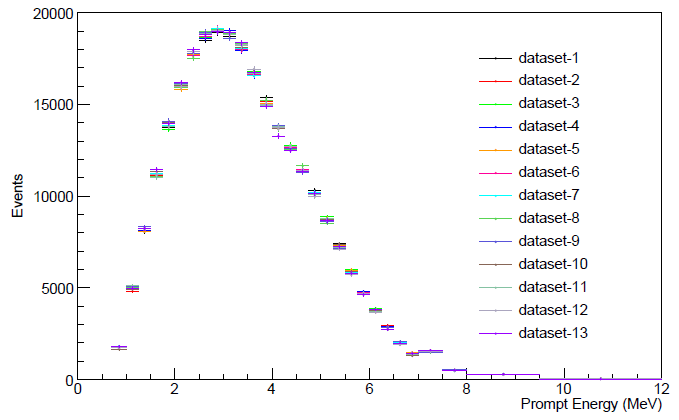 20000
15000
10000
5000
0
Events
dataset-1
dataset-2
dataset-3
dataset-4
dataset-5
dataset-6
dataset-7
dataset-8
dataset-9
dataset-10
dataset-11
dataset-12
dataset-13
0 2 4 6 8 10 12
Prompt Energy (MeV)